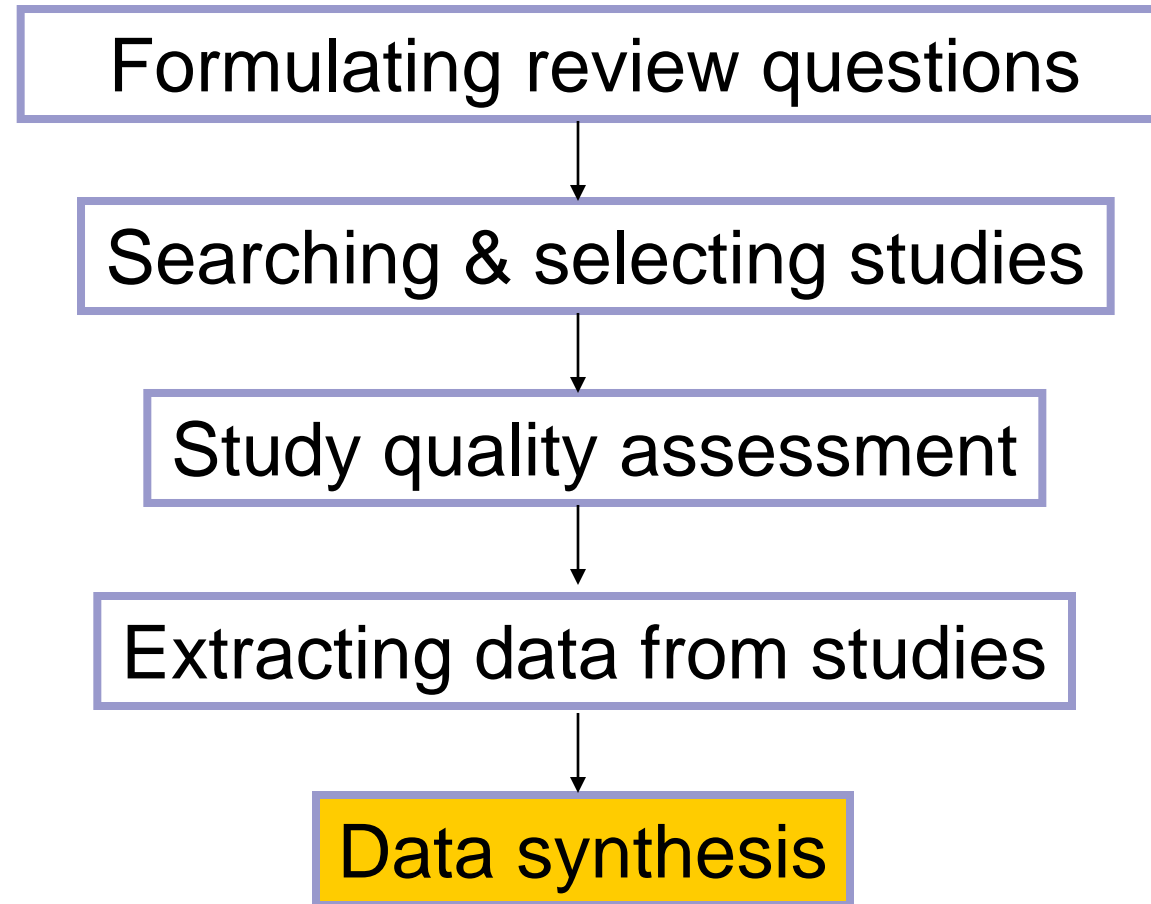 Formulating review questions
Searching & selecting studies
Study quality assessment
Extracting data from studies
Data synthesis